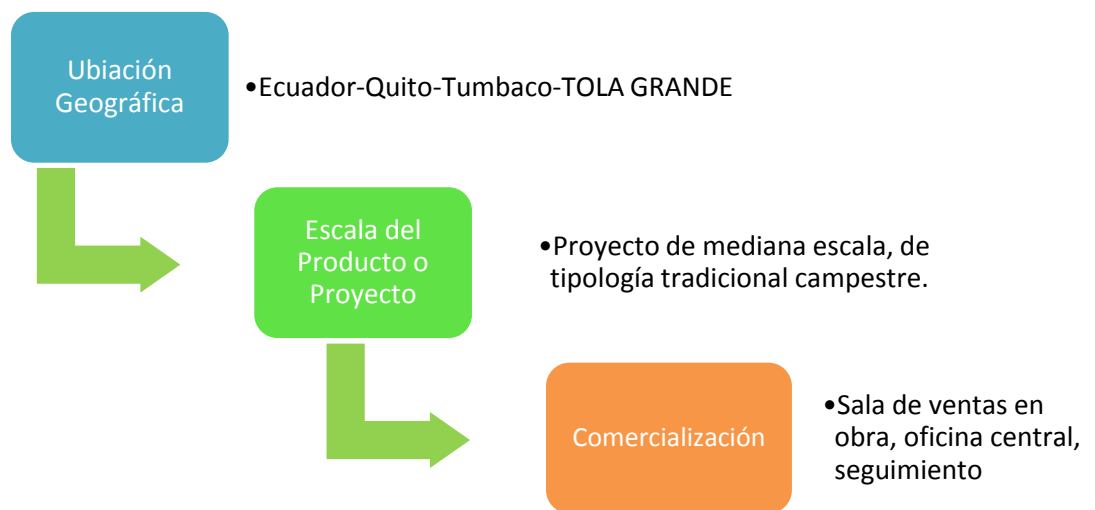 Ubiación
Geográfica
•Ecuador-Quito-Tumbaco-TOLA GRANDE
Escala del
Producto o
Proyecto
•Proyecto de mediana escala, de
tipología tradicional campestre.
Comercialización
•Sala de ventas en
obra, oficina central,
seguimiento